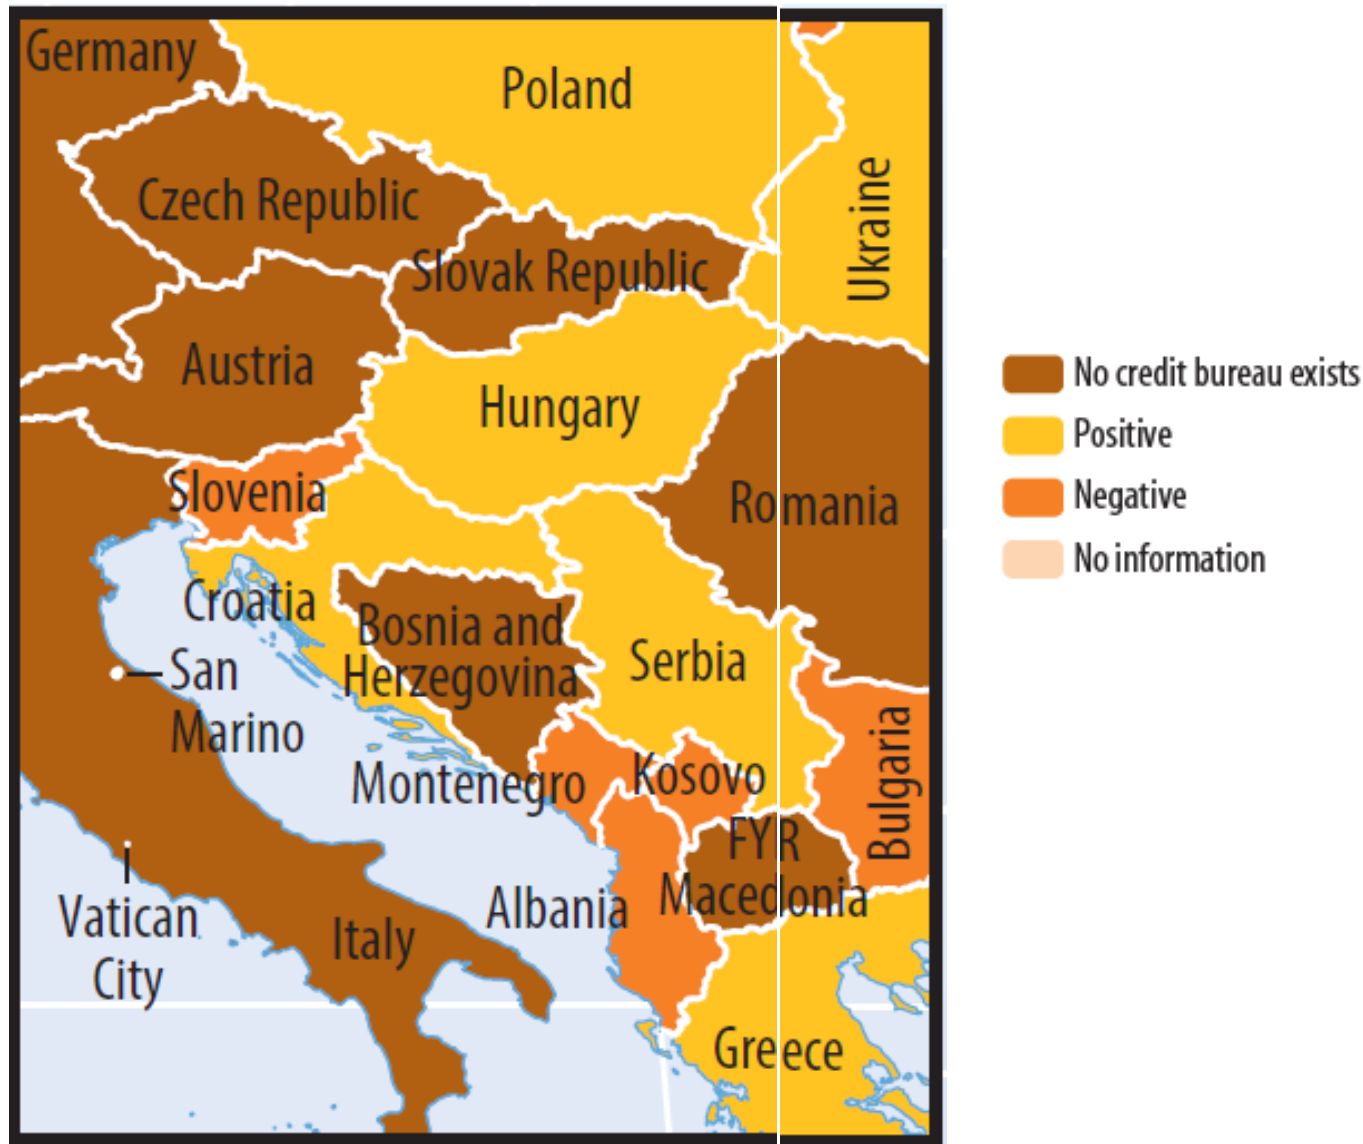 Germany
Poland
Czech Republic
Ukraine
Slovak Republic
Austria
Hungary
Slovenia
Romania
Croatia
Bosnia and
Herzegovina
Serbia
San
Marino
Montenegro
Kosovo
Bulgaria
FYR
Macedonia
Albania
Vatican
City
Italy
Greece
No credit bureau exists
Positive
Negative
No information